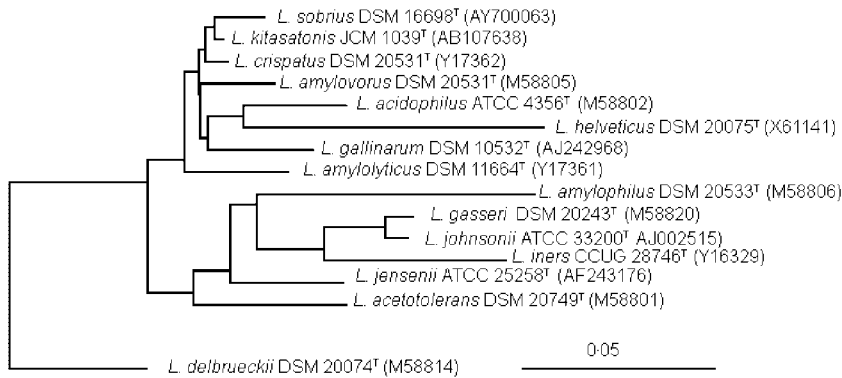 L. sobrius DSM 16698ᵀ (AY700063)
L. kitasatonis JCM 1039ᵀ (AB107638)
L. crispatus DSM 20531ᵀ (Y17362)
L. amylovorus DSM 20531ᵀ (M58805)
L. acidophilus ATCC 4356ᵀ (M58802)
L. helveticus DSM 20075ᵀ (X61141)
L. gallinarum DSM 10532ᵀ (AJ242968)
L. amylolyticus DSM 11664ᵀ (Y17361)
L. amylophilus DSM 20533ᵀ (M58806)
L. gasseri DSM 20243ᵀ (M58820)
L. johnsonii ATCC 33200ᵀ AJ002515)
L. iners CCUG 28746ᵀ (Y16329)
L. jensenii ATCC 25258ᵀ (AF243176)
L. acetotolerans DSM 20749ᵀ (M58801)
0·05
L. delbrueckii DSM 20074ᵀ (M58814)